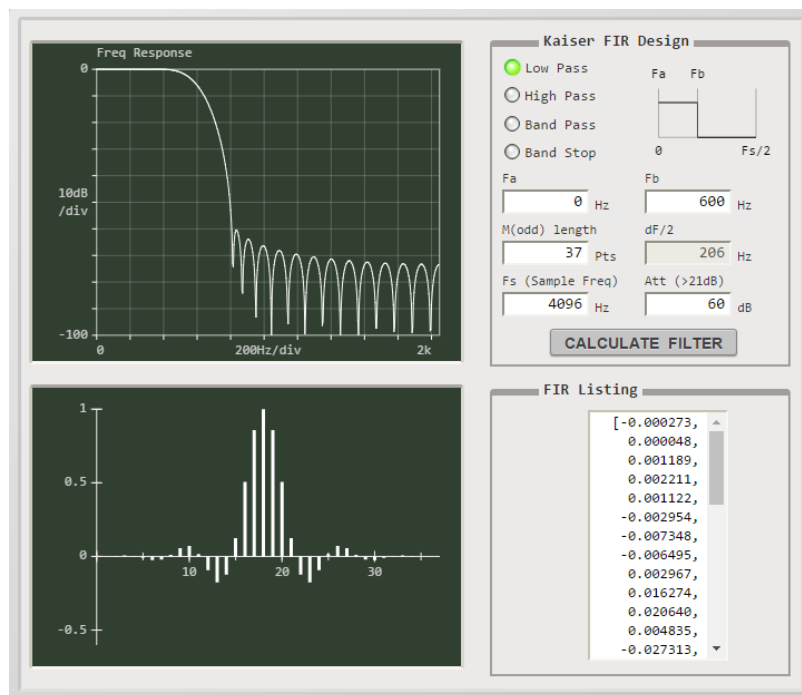 Freq Response
0
10dB
/div
-100
0
200Hz/div
2k
Kaiser FIR Design
Low Pass
High Pass
Band Pass
Band Stop
Fa Fb
0 Fs/2
Fa Fb
0 Hz 600 Hz
M(odd) length dF/2
37 Pts 206 Hz
Fs (Sample Freq) Att (>21dB)
4096 Hz 60 dB
CALCULATE FILTER
1
0.5
0
-0.5
10 20 30
FIR Listing
[-0.000273,
0.000048,
0.001189,
0.002211,
0.001122,
-0.002954,
-0.007348,
-0.006495,
0.002967,
0.016274,
0.020640,
0.004835,
-0.027313,